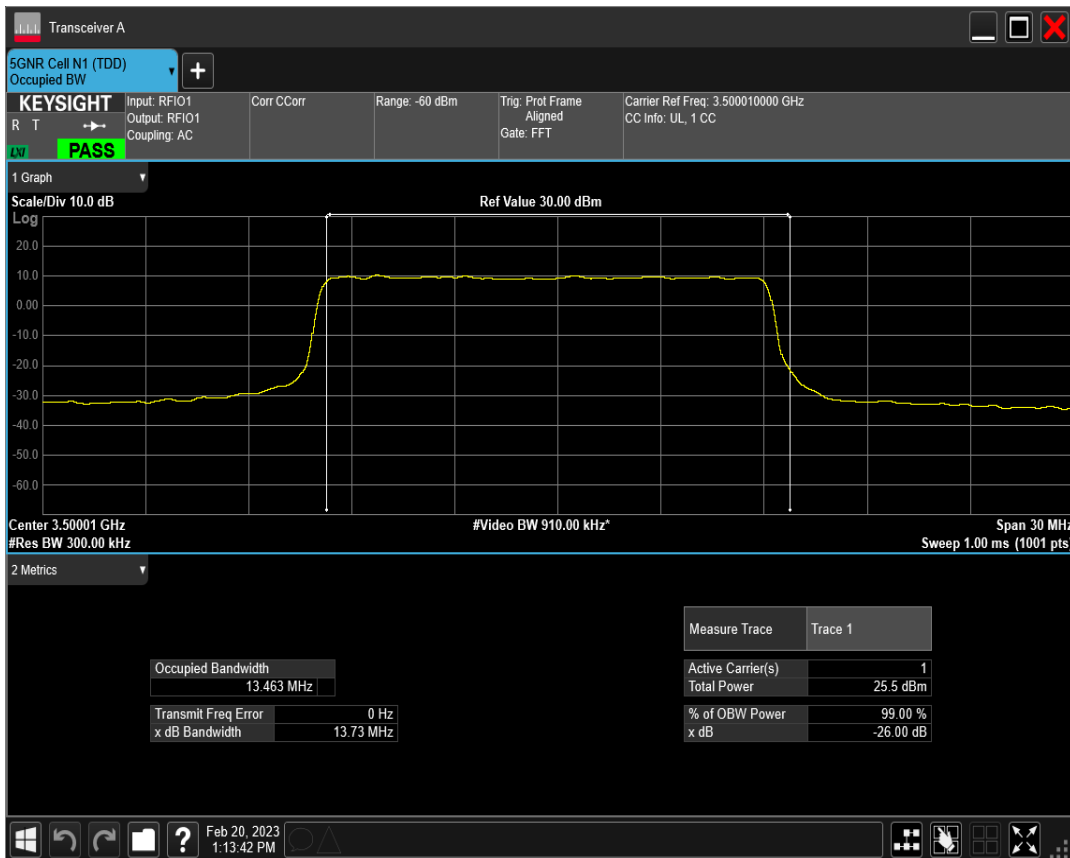 Transceiver A
5GNR Cell N1 (TDD)
Occupied BW
+
KEYSIGHT
R T
LXI
PASS
Input: RFIO1
Output: RFIO1
Coupling: AC
Corr CCorr
Range: -60 dBm
Trig: Prot Frame
Aligned
Gate: FFT
Carrier Ref Freq: 3.500010000 GHz
CC Info: UL, 1 CC
1 Graph
Scale/Div 10.0 dB
Ref Value 30.00 dBm
Log
20.0
10.0
0.00
-10.0
-20.0
-30.0
-40.0
-50.0
-60.0
Center 3.50001 GHz
#Video BW 910.00 kHz*
Span 30 MHz
#Res BW 300.00 kHz
Sweep 1.00 ms (1001 pts)
2 Metrics
Measure Trace Trace 1
Occupied Bandwidth
13.463 MHz
Active Carrier(s) 1
Total Power 25.5 dBm
Transmit Freq Error 0 Hz
x dB Bandwidth 13.73 MHz
% of OBW Power 99.00 %
x dB -26.00 dB
?
Feb 20, 2023
1:13:42 PM